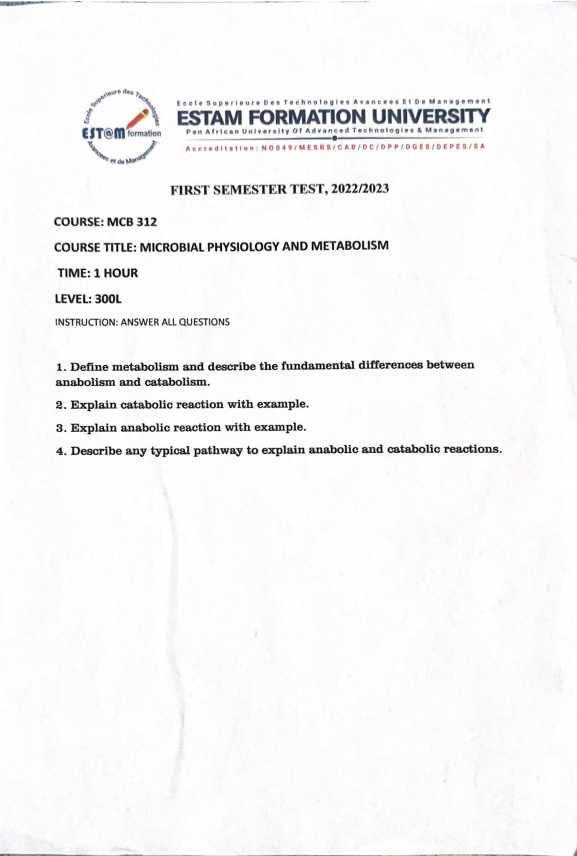 Ecole Superieure des Technologies
EST@M formation
Avancees et de Management
Ecole Superieure Des Technologies Avancees Et De Management
ESTAM FORMATION UNIVERSITY
Pan African University Of Advanced Technologies & Management
Accreditation: N0049/MESRS/CAB/DC/DPP/DGES/DEPES/SA
FIRST SEMESTER TEST, 2022/2023
COURSE: MCB 312
COURSE TITLE: MICROBIAL PHYSIOLOGY AND METABOLISM
TIME: 1 HOUR
LEVEL: 300L
INSTRUCTION: ANSWER ALL QUESTIONS
1. Define metabolism and describe the fundamental differences between
anabolism and catabolism.
2. Explain catabolic reaction with example.
3. Explain anabolic reaction with example.
4. Describe any typical pathway to explain anabolic and catabolic reactions.